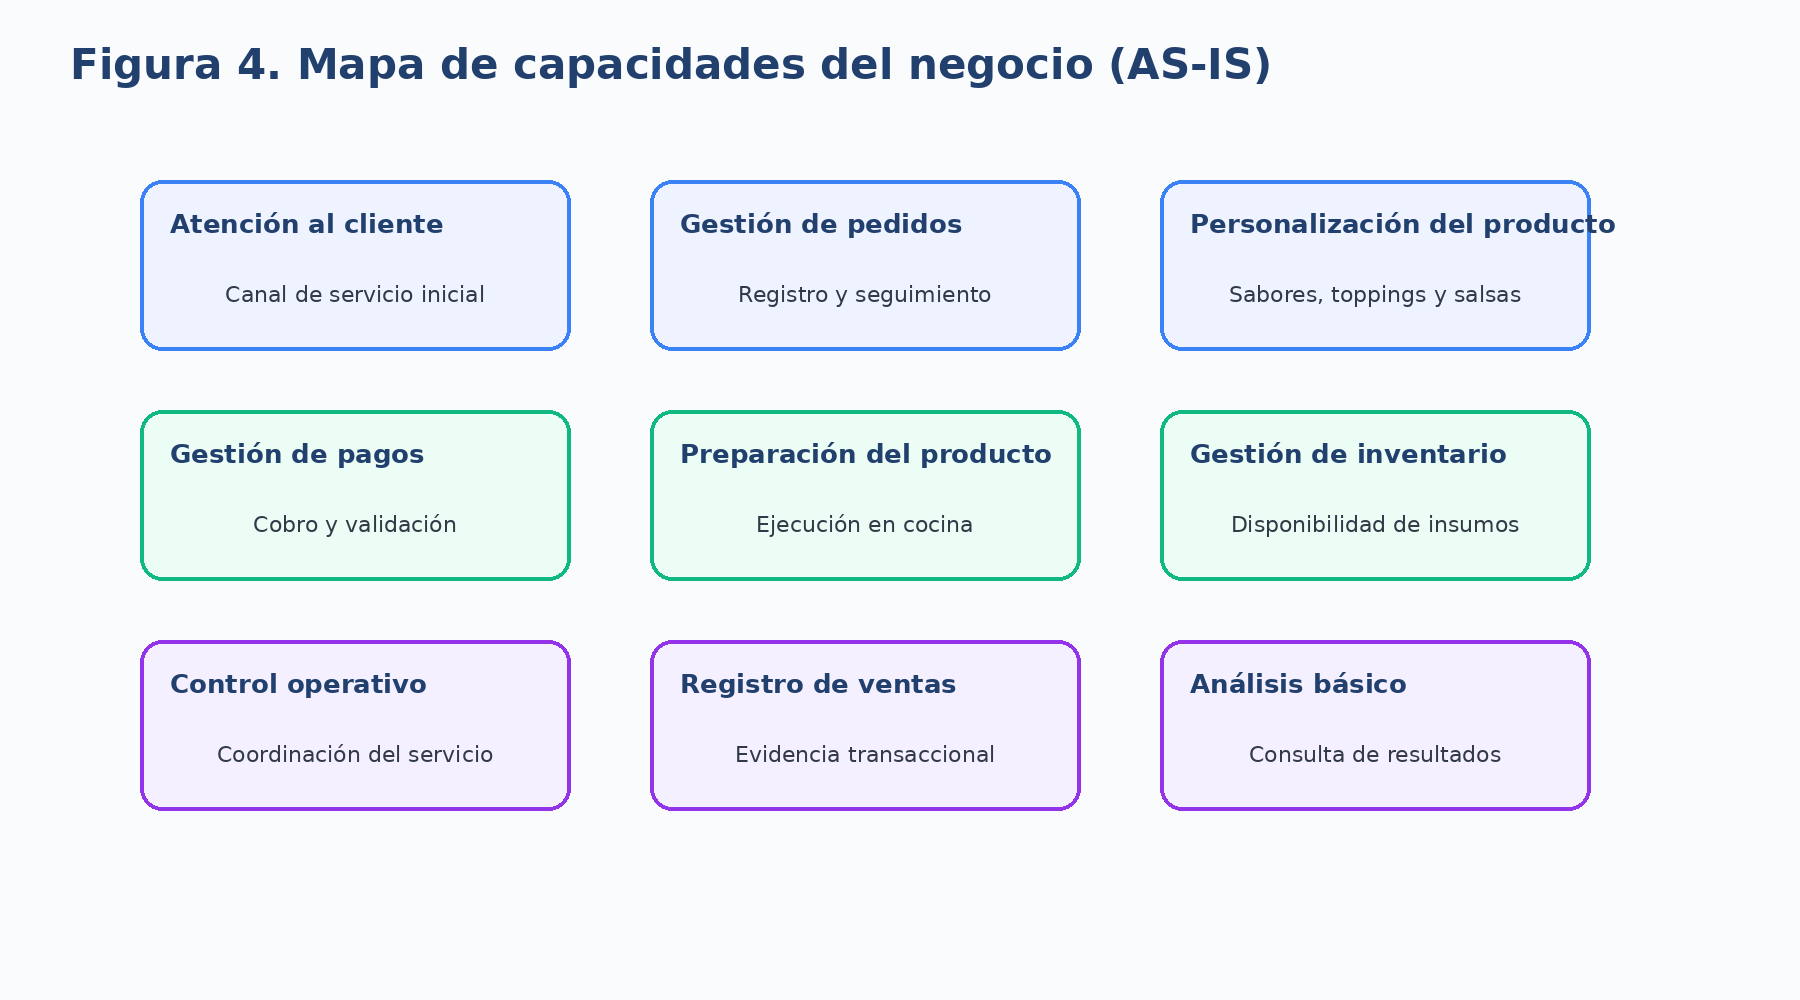 Figura 4. Mapa de capacidades del negocio (AS-IS)
Atención al cliente
Canal de servicio inicial
Gestión de pedidos
Registro y seguimiento
Personalización del producto
Sabores, toppings y salsas
Gestión de pagos
Cobro y validación
Preparación del producto
Ejecución en cocina
Gestión de inventario
Disponibilidad de insumos
Control operativo
Coordinación del servicio
Registro de ventas
Evidencia transaccional
Análisis básico
Consulta de resultados